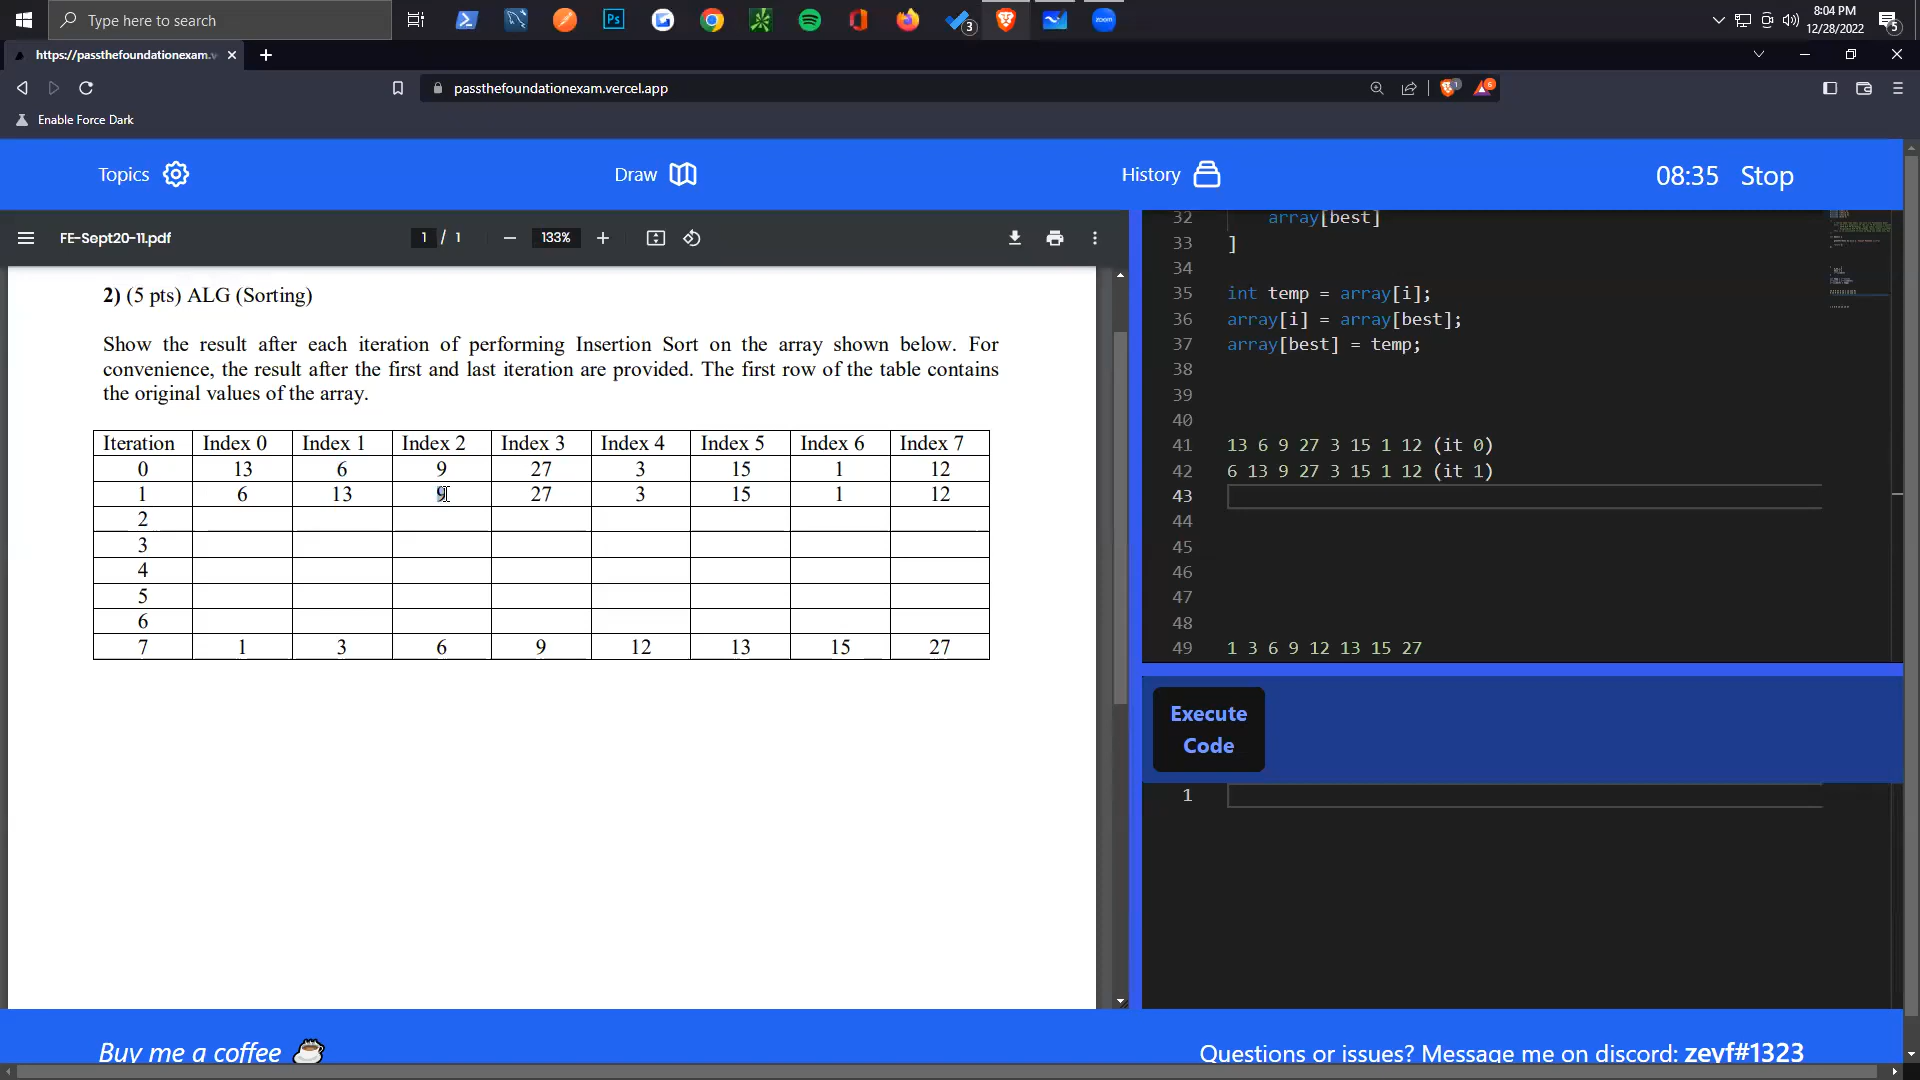 Type here to search
Ps
3
zoom
8:04 PM
12/28/2022
5
https://passthefoundationexam.v
passthefoundationexam.vercel.app
1
6
Enable Force Dark
Topics
Draw
History
08:35 Stop
FE-Sept20-11.pdf
1 / 1
133%
2) (5 pts) ALG (Sorting)
Show the result after each iteration of performing Insertion Sort on the array shown below. For
convenience, the result after the first and last iteration are provided. The first row of the table contains
the original values of the array.
Iteration Index 0 Index 1 Index 2 Index 3 Index 4 Index 5 Index 6 Index 7
0 13 6 9 27 3 15 1 12
1 6 13 9 27 3 15 1 12
2
3
4
5
6
7 1 3 6 9 12 13 15 27
32 array[best]
33 ]
34
35 int temp = array[i];
36 array[i] = array[best];
37 array[best] = temp;
38
39
40
41 13 6 9 27 3 15 1 12 (it 0)
42 6 13 9 27 3 15 1 12 (it 1)
43
44
45
46
47
48
49 1 3 6 9 12 13 15 27
Execute
Code
1
Buy me a coffee
Questions or issues? Message me on discord: zeyf#1323